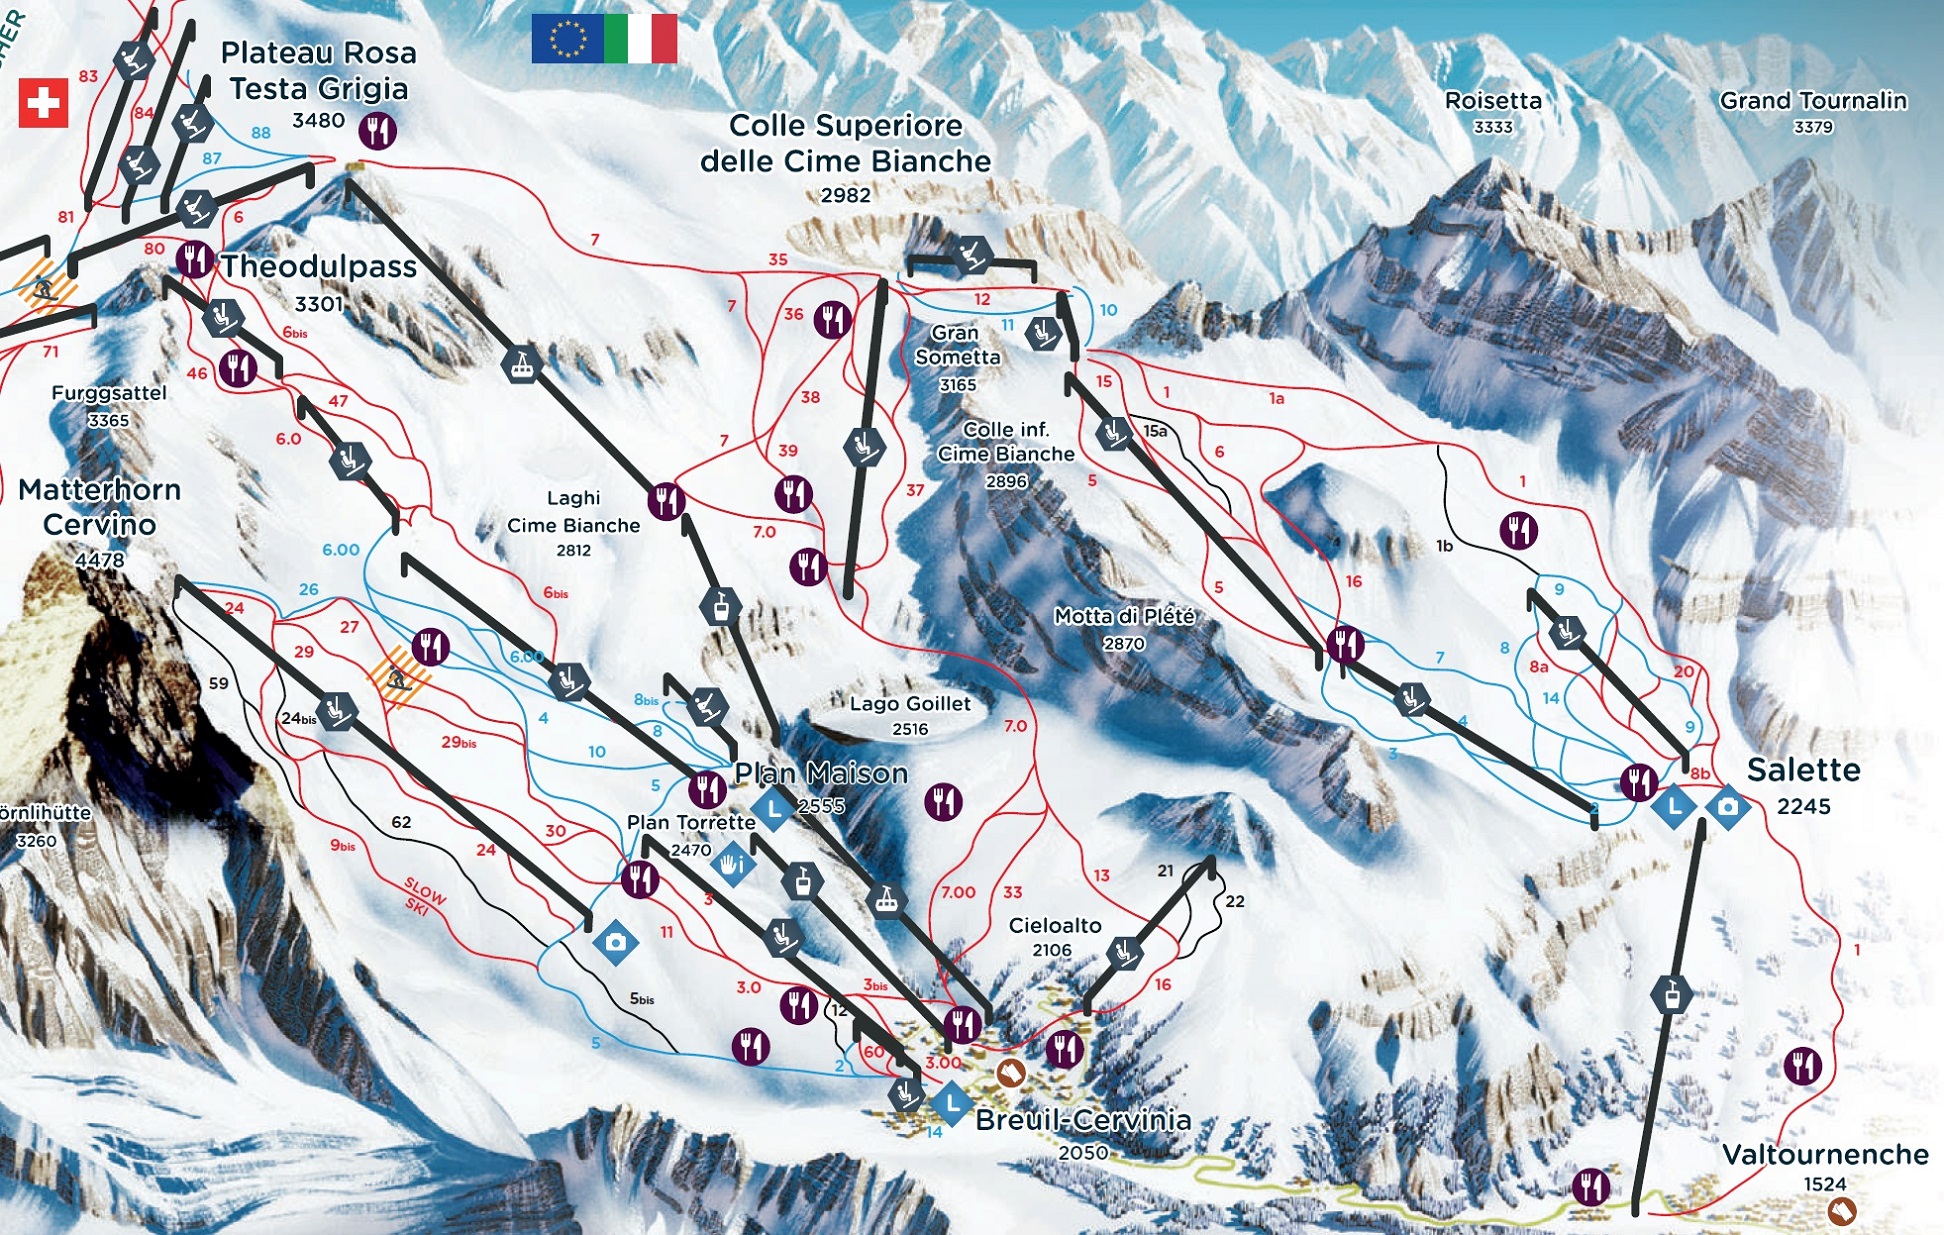 Plateau Rosa
Testa Grigia
3480
83
84
88
87
81
6
80
Theodulpass
3301
71
46
6bis
47
6.0
Furggsattel
3365
Matterhorn
Cervino
4478
Colle Superiore
delle Cime Bianche
2982
7
35
7
36
38
39
7
37
7.0
12
11
10
Gran
Sometta
3165
Colle inf.
Cime Bianche
2896
Roisetta
3333
Grand Tournalin
3379
15
1
1a
15a
6
5
1
1b
16
5
Laghi
Cime Bianche
2812
6.00
26
24
27
29
6bis
6.00
59
24bis
29bis
4
10
8bis
8
5
Motta di Plété
2870
Lago Goillet
2516
7.0
7
4
3
2
9
8
8a
14
20
9
8b
Salette
2245
Plan Maison
2555
L
Plan Torrette
2470
örnlihütte
3260
62
9bis
24
30
SLOW
SKI
3
11
3.0
3bis
12
5bis
5
2
60
3.00
14
7.00
33
13
21
22
16
Cieloalto
2106
L
Breuil-Cervinia
2050
L
1
Valtournenche
1524